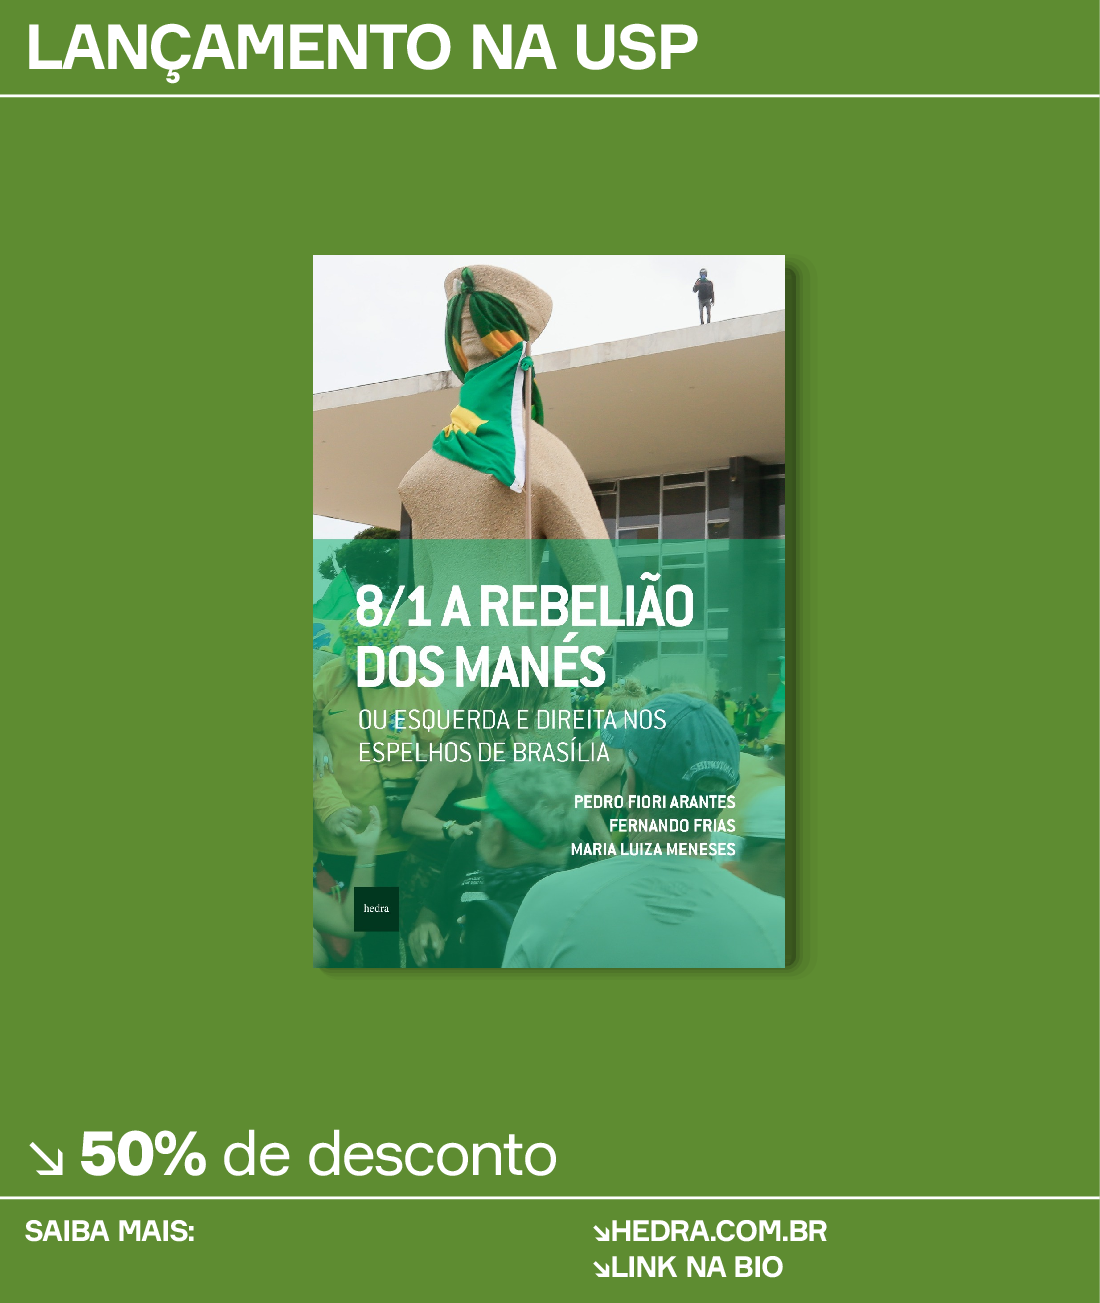 LANÇAMENTO NA USP
8/1 A REBELIÃO
DOS MANÉS
OU ESQUERDA E DIREITA NOS
ESPELHOS DE BRASÍLIA
PEDRO FIORI ARANTES
FERNANDO FRIAS
MARIA LUIZA MENESES
hedra
↘ 50% de desconto
SAIBA MAIS:
↘HEDRA.COM.BR
↘LINK NA BIO